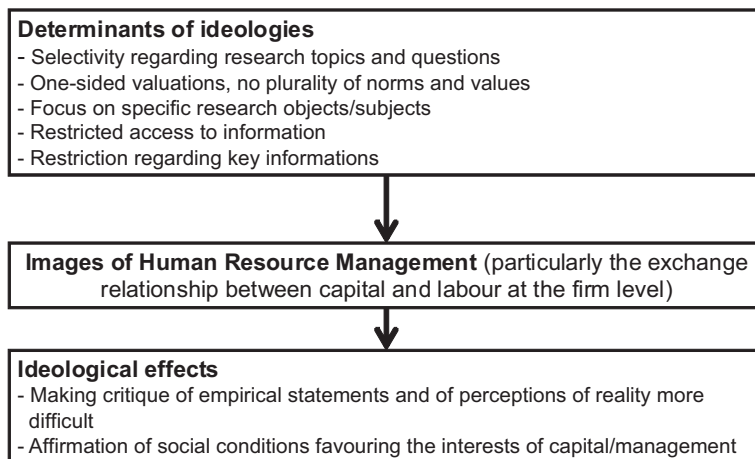 Determinants of ideologies
- Selectivity regarding research topics and questions
- One-sided valuations, no plurality of norms and values
- Focus on specific research objects/subjects
- Restricted access to information
- Restriction regarding key informations
Images of Human Resource Management (particularly the exchange
relationship between capital and labour at the firm level)
Ideological effects
- Making critique of empirical statements and of perceptions of reality more
difficult
- Affirmation of social conditions favouring the interests of capital/management